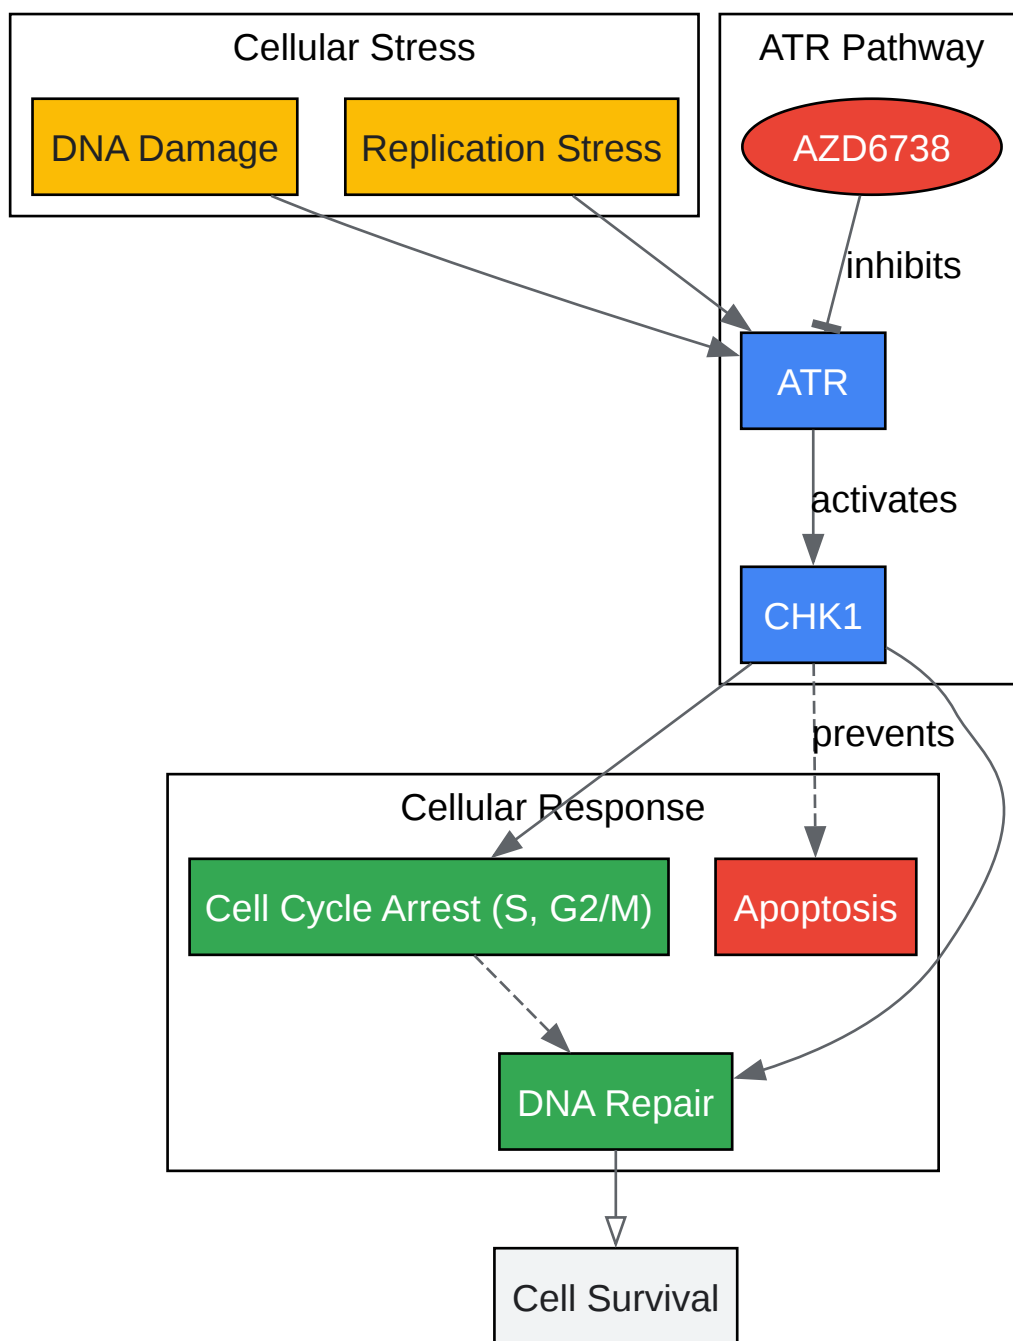 Cellular Stress
ATR Pathway
DNA Damage
Replication Stress
AZD6738
inhibits
ATR
activates
CHK1
prevents
Cellular Response
Cell Cycle Arrest (S, G2/M)
Apoptosis
DNA Repair
Cell Survival